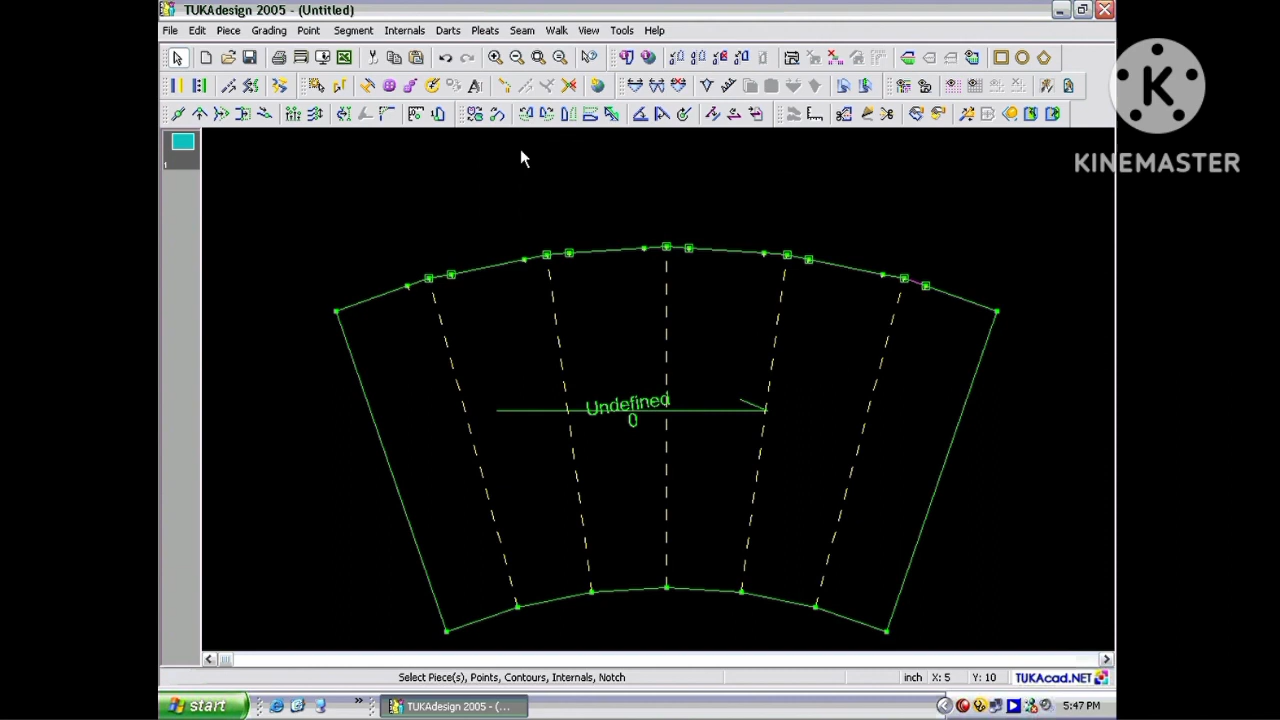 TUKAdesign 2005 - (Untitled)
File Edit Piece Grading Point Segment Internals Darts Pleats Seam Walk View Tools Help
K
KINEMASTER
1
Undefined
0
Select Piece(s), Points, Contours, Internals, Notch
inch X: 5 Y: 10 TUKAcad.NET
start
TUKAdesign 2005 - (...
5:47 PM